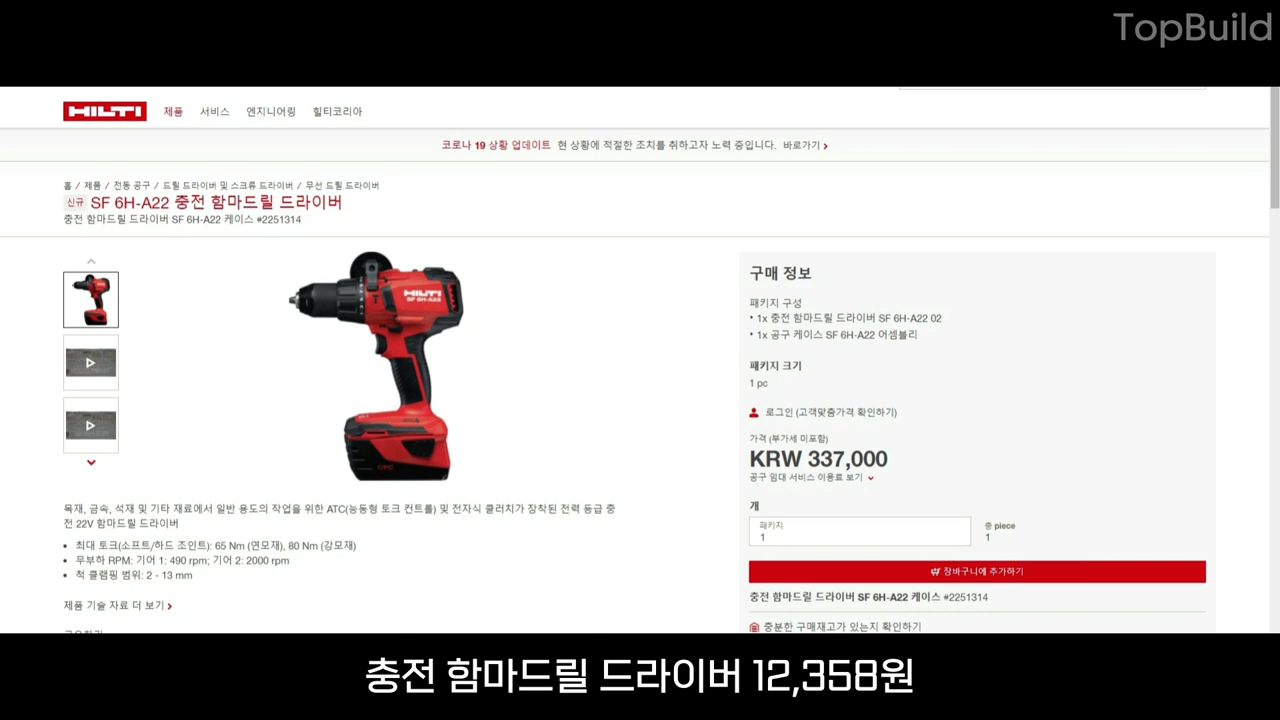 TopBuild
HILTI 제품 서비스 엔지니어링 힐티코리아
코로나 19 상황 업데이트 현 상황에 적절한 조치를 취하고자 노력 중입니다. 바로가기 >
홈 / 제품 / 전동 공구 / 드릴 드라이버 및 스크류 드라이버 / 무선 드릴 드라이버
신규 SF 6H-A22 충전 함마드릴 드라이버
충전 함마드릴 드라이버 SF 6H-A22 케이스 #2251314
HILTI
SF 6H-A22
CPC
목재, 금속, 석재 및 기타 재료에서 일반 용도의 작업을 위한 ATC(능동형 토크 컨트롤) 및 전자식 클러치가 장착된 전력 등급 충
전 22V 함마드릴 드라이버
• 최대 토크(소프트/하드 조인트): 65 Nm (연모재), 80 Nm (강모재)
• 무부하 RPM: 기어 1: 490 rpm; 기어 2: 2000 rpm
• 척 클램핑 범위: 2 - 13 mm
제품 기술 자료 더 보기 >
구매 정보
패키지 구성
• 1x 충전 함마드릴 드라이버 SF 6H-A22 02
• 1x 공구 케이스 SF 6H-A22 어셈블리
패키지 크기
1 pc
로그인 (고객맞춤가격 확인하기)
가격 (부가세 미포함)
KRW 337,000
공구 임대 서비스 이용료 보기
개
패키지
1
총 piece
1
장바구니에 추가하기
충전 함마드릴 드라이버 SF 6H-A22 케이스 #2251314
충분한 구매재고가 있는지 확인하기
충전 함마드릴 드라이버 12,358원